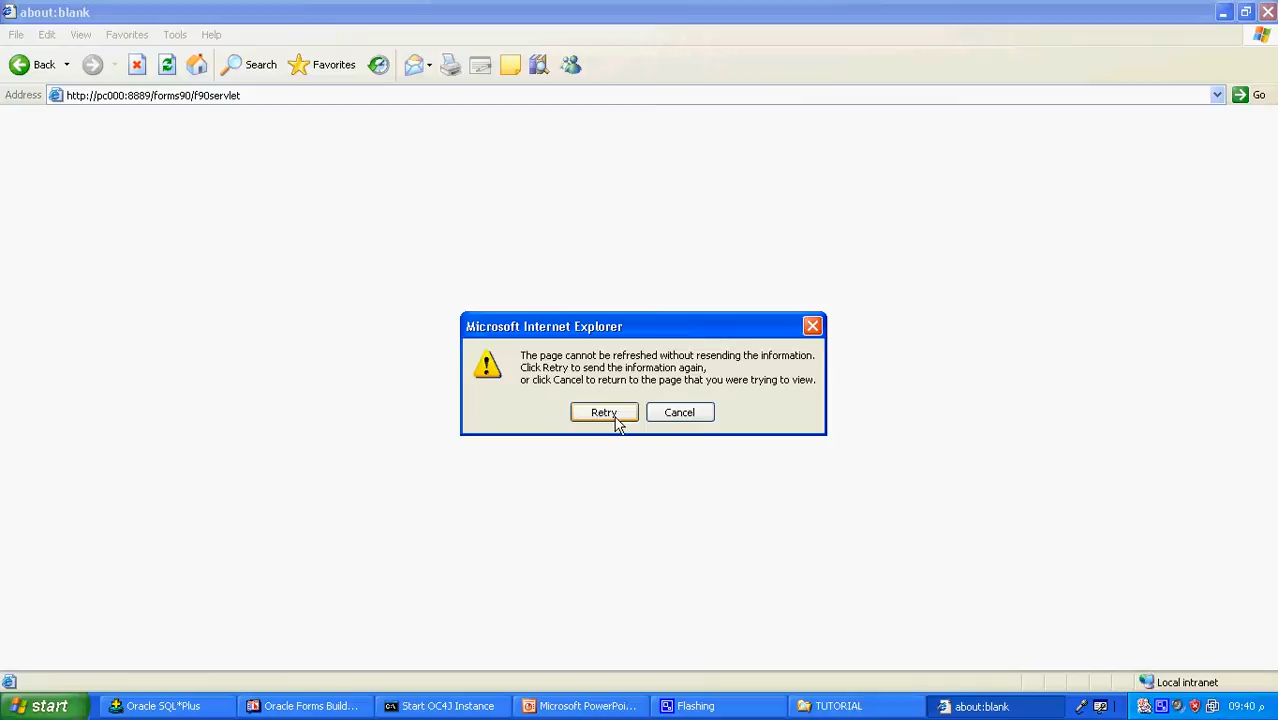 about:blank
File Edit View Favorites Tools Help
Back Search Favorites
Address http://pc000:8889/forms90/f90servlet Go
Microsoft Internet Explorer
The page cannot be refreshed without resending the information.
Click Retry to send the information again,
or click Cancel to return to the page that you were trying to view.
Retry Cancel
Local intranet
start Oracle SQL*Plus Oracle Forms Build... Start OC4J Instance Microsoft PowerPoi... Flashing TUTORIAL about:blank 09:40 م